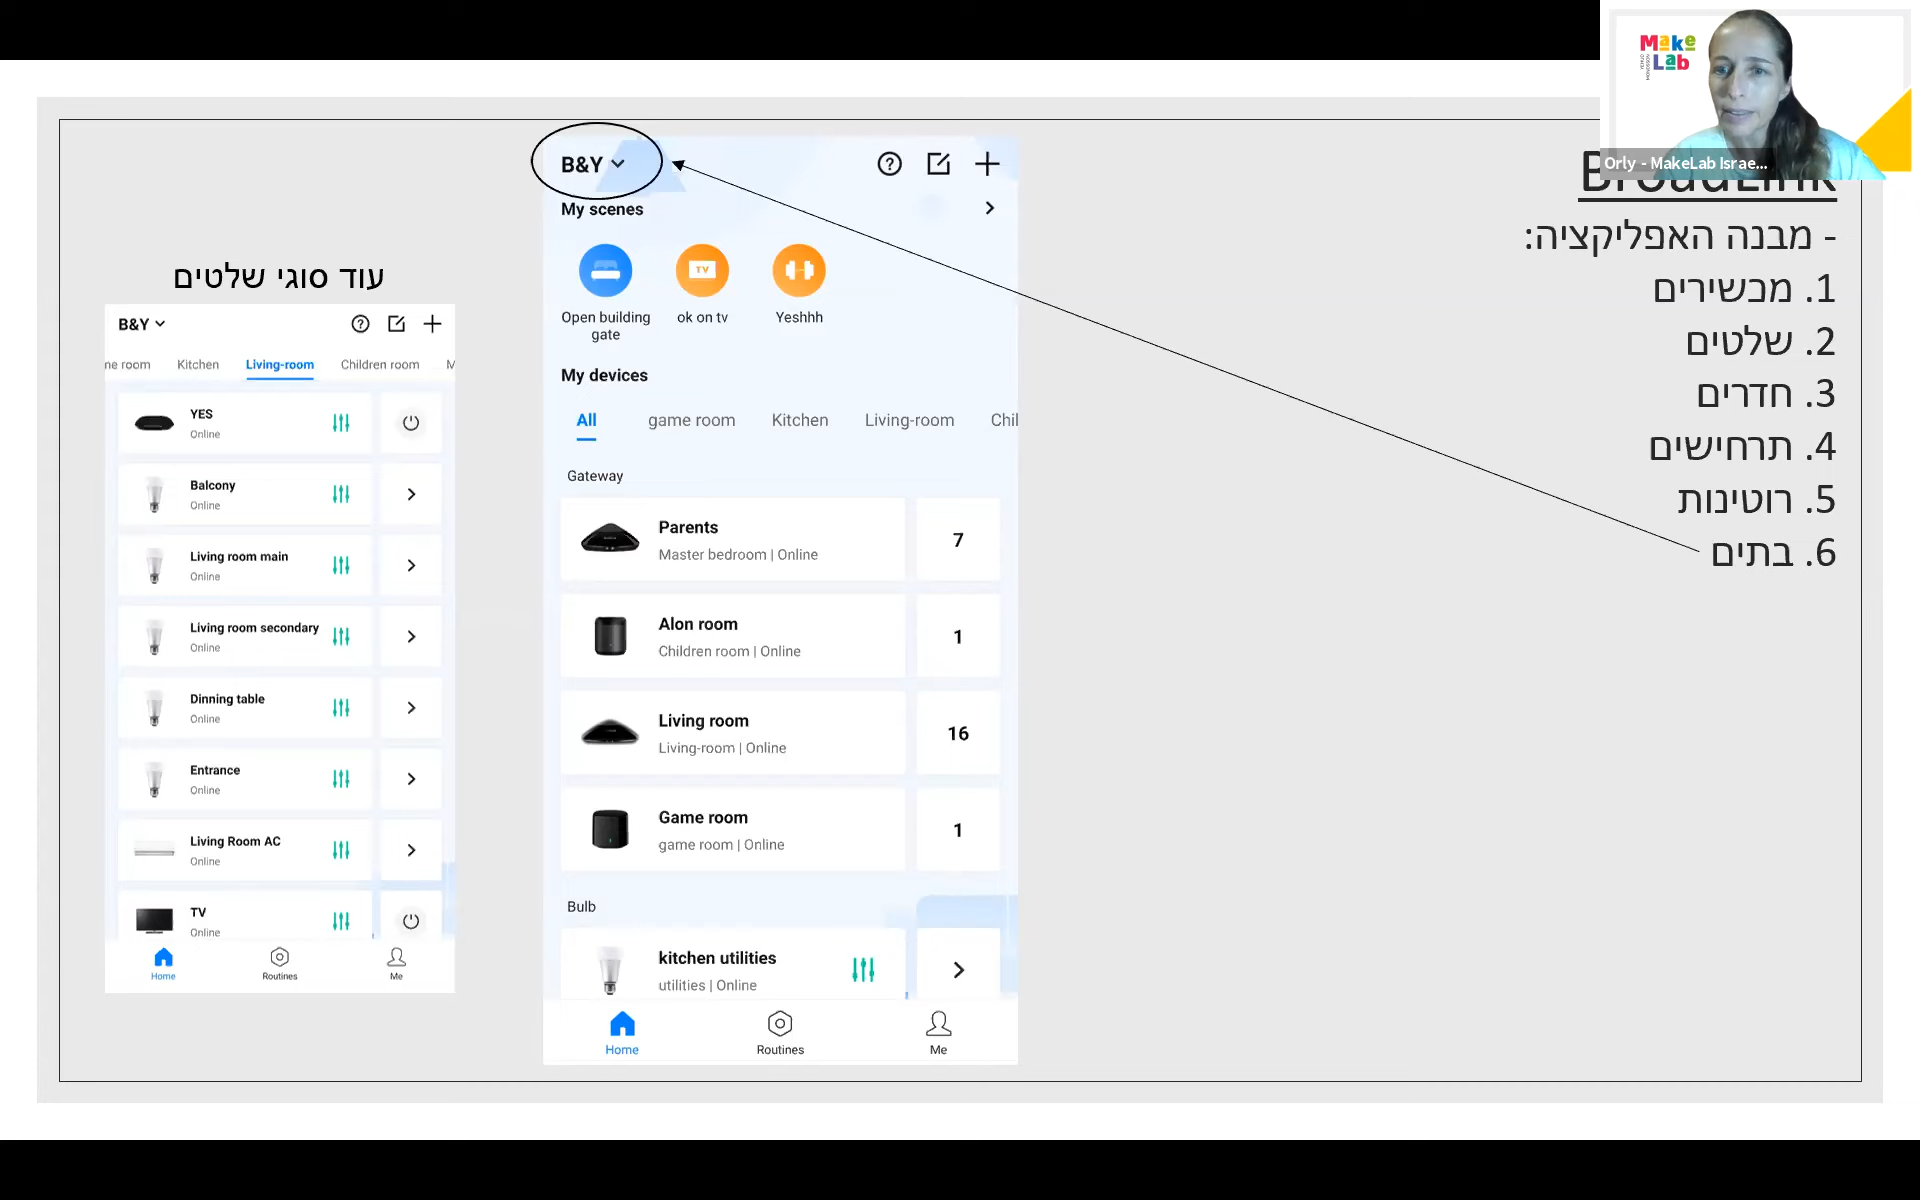 Make
Lab
Orly - MakeLab Israe...
BroadLink
- מבנה האפליקציה:
1. מכשירים
2. שלטים
3. חדרים
4. תרחישים
5. רוטינות
6. בתים
B&Y
My scenes
Open building
gate
ok on tv
Yeshhh
My devices
All game room Kitchen Living-room Chil
Gateway
Parents
Master bedroom | Online
7
Alon room
Children room | Online
1
Living room
Living-room | Online
16
Game room
game room | Online
1
Bulb
kitchen utilities
utilities | Online
Home Routines Me
עוד סוגי שלטים
B&Y
ne room Kitchen Living-room Children room M
YES
Online
Balcony
Online
Living room main
Online
Living room secondary
Online
Dinning table
Online
Entrance
Online
Living Room AC
Online
TV
Online
Home Routines Me